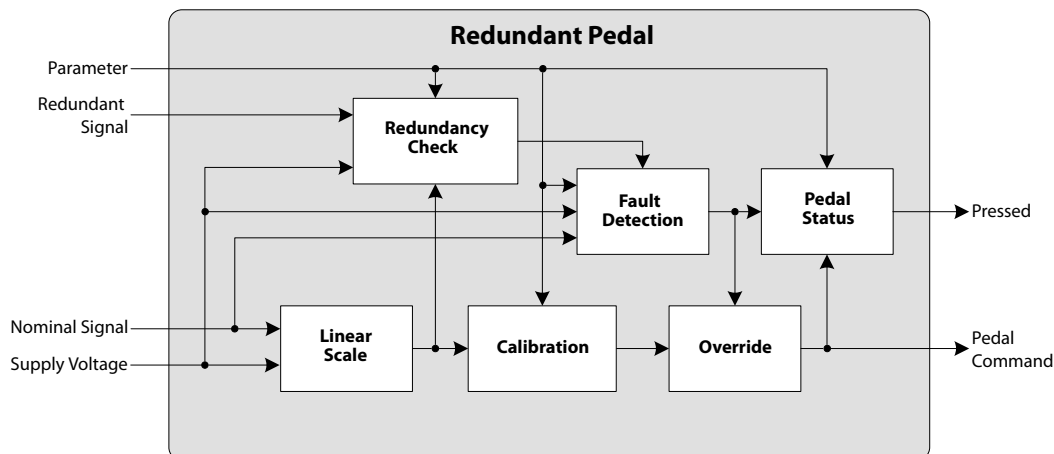 Redundant Pedal
Parameter
Redundant
Signal
Redundancy
Check
Fault
Detection
Pedal
Status
Pressed
Nominal Signal
Supply Voltage
Linear
Scale
Calibration
Override
Pedal
Command